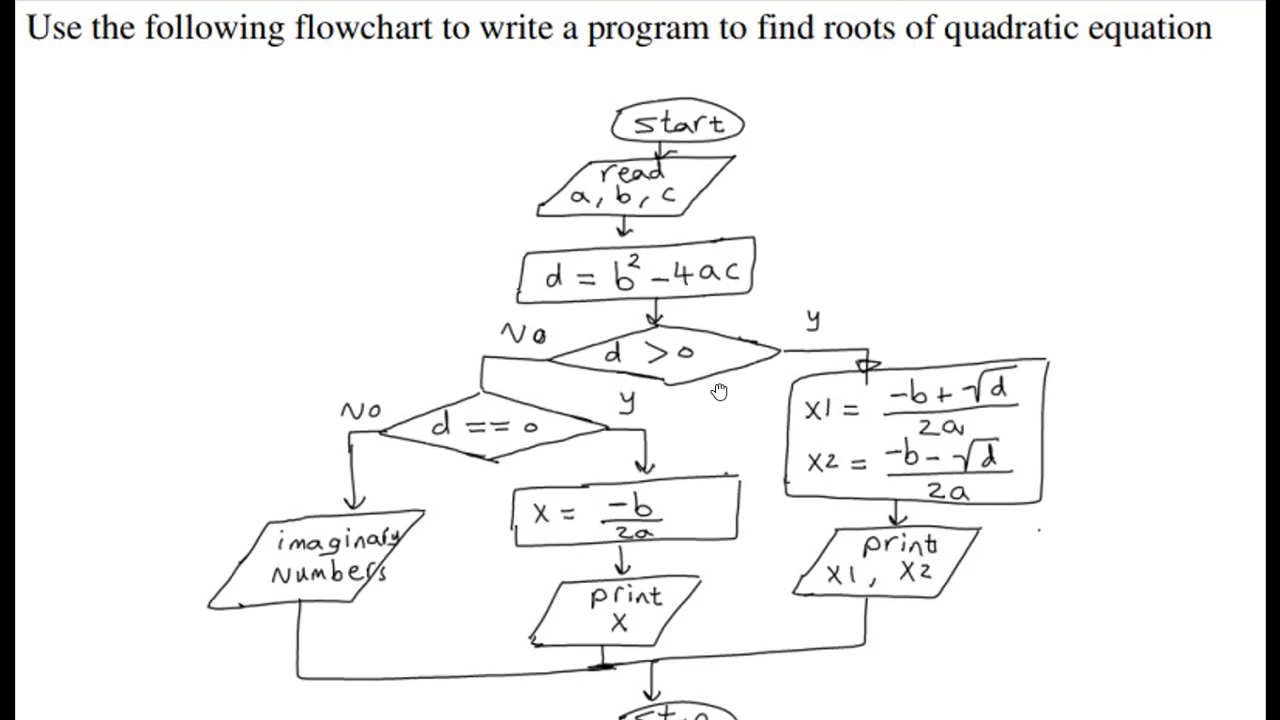 Use the following flowchart to write a program to find roots of quadratic equation
start
read
a, b, c
d = b² - 4ac
No
d > 0
y
No
d == 0
y
x1 = -b + √d / 2a
x2 = -b - √d / 2a
x = -b / 2a
imaginary
Numbers
print
x
print
x1, x2